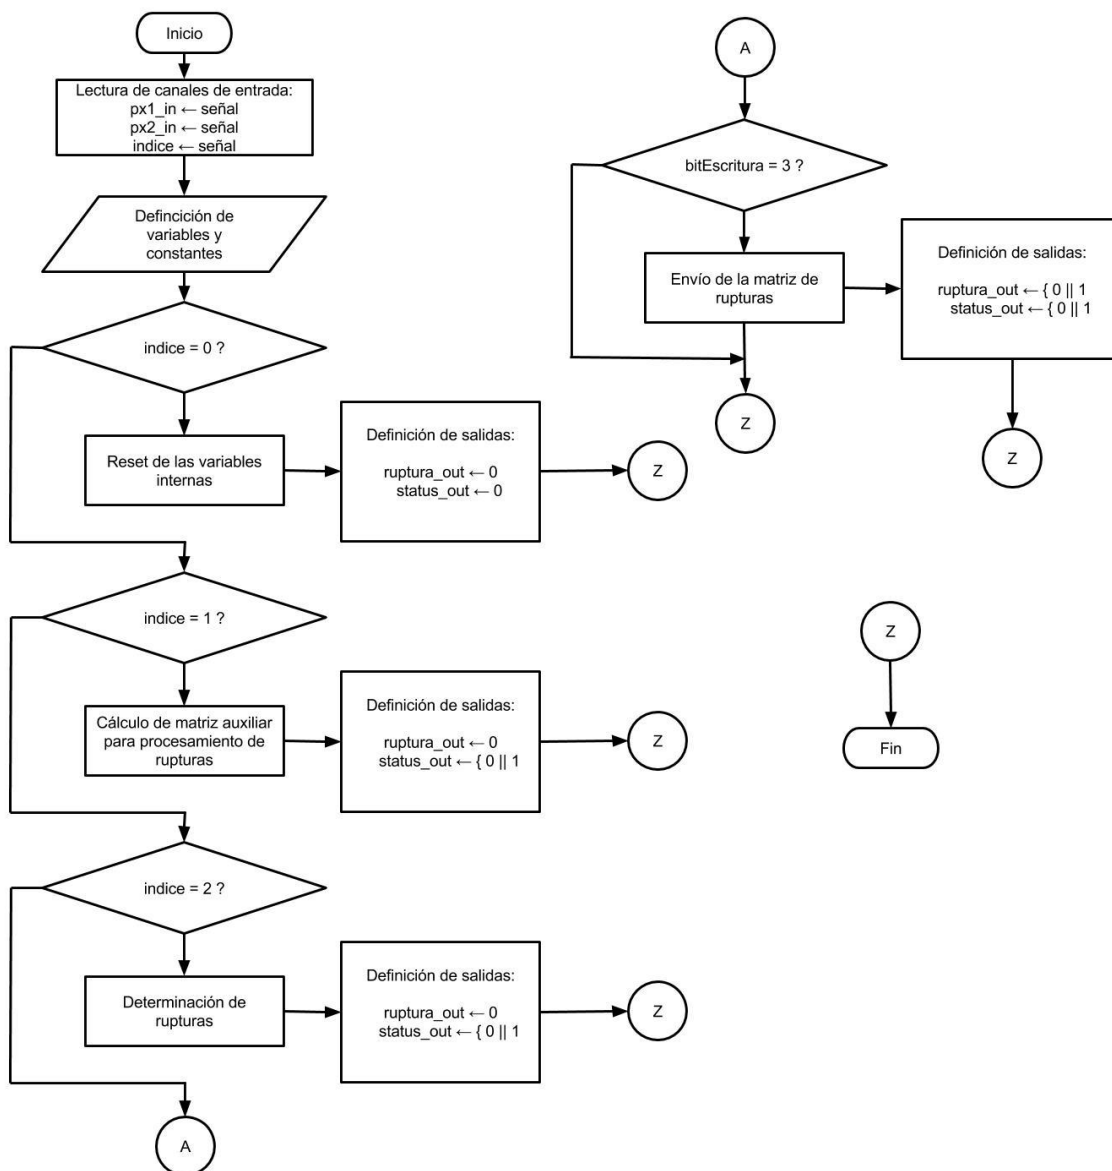 Inicio
Lectura de canales de entrada:
px1_in ← señal
px2_in ← señal
indice ← señal
Defincición de
variables y
constantes
indice = 0 ?
Reset de las variables
internas
Definición de salidas:
ruptura_out ← 0
status_out ← 0
Z
indice = 1 ?
Cálculo de matriz auxiliar
para procesamiento de
rupturas
Definición de salidas:
ruptura_out ← 0
status_out ← { 0 || 1
Z
indice = 2 ?
Determinación de
rupturas
Definición de salidas:
ruptura_out ← 0
status_out ← { 0 || 1
Z
A
A
bitEscritura = 3 ?
Envío de la matriz de
rupturas
Definición de salidas:
ruptura_out ← { 0 || 1
status_out ← { 0 || 1
Z
Z
Z
Fin